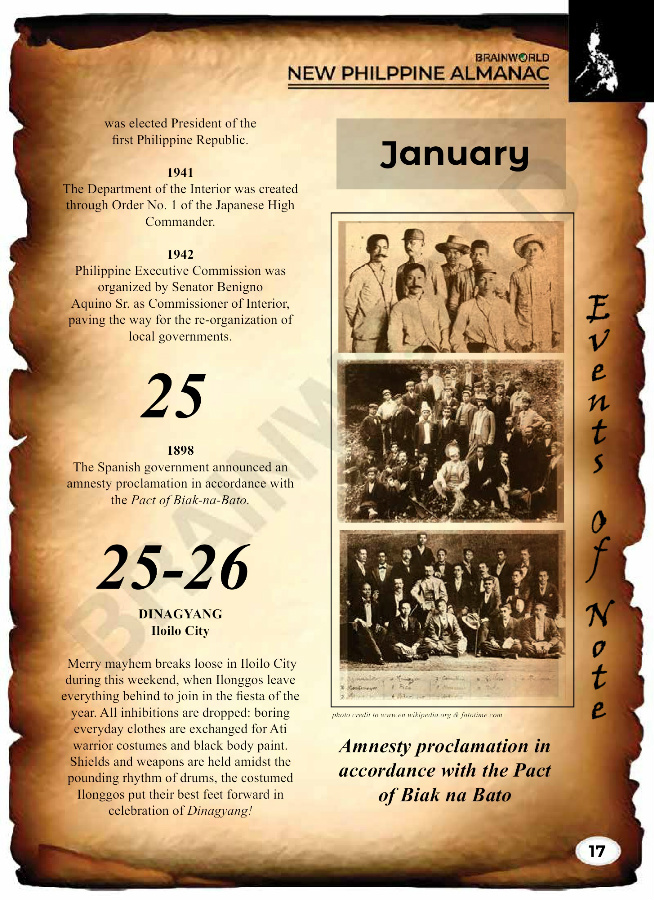 BRAINWORLD
NEW PHILPPINE ALMANAC
was elected President of the
first Philippine Republic.
1941
The Department of the Interior was created
through Order No. 1 of the Japanese High
Commander.
1942
Philippine Executive Commission was
organized by Senator Benigno
Aquino Sr. as Commissioner of Interior,
paving the way for the re-organization of
local governments.
25
1898
The Spanish government announced an
amnesty proclamation in accordance with
the Pact of Biak-na-Bato.
25-26
DINAGYANG
Iloilo City
Merry mayhem breaks loose in Iloilo City
during this weekend, when Ilonggos leave
everything behind to join in the fiesta of the
year. All inhibitions are dropped: boring
everyday clothes are exchanged for Ati
warrior costumes and black body paint.
Shields and weapons are held amidst the
pounding rhythm of drums, the costumed
Ilonggos put their best feet forward in
celebration of Dinagyang!
January
photo credit to www.en.wikipedia.org & fototime.com
Amnesty proclamation in
accordance with the Pact
of Biak na Bato
Events of Note
17
BRAINWORLD